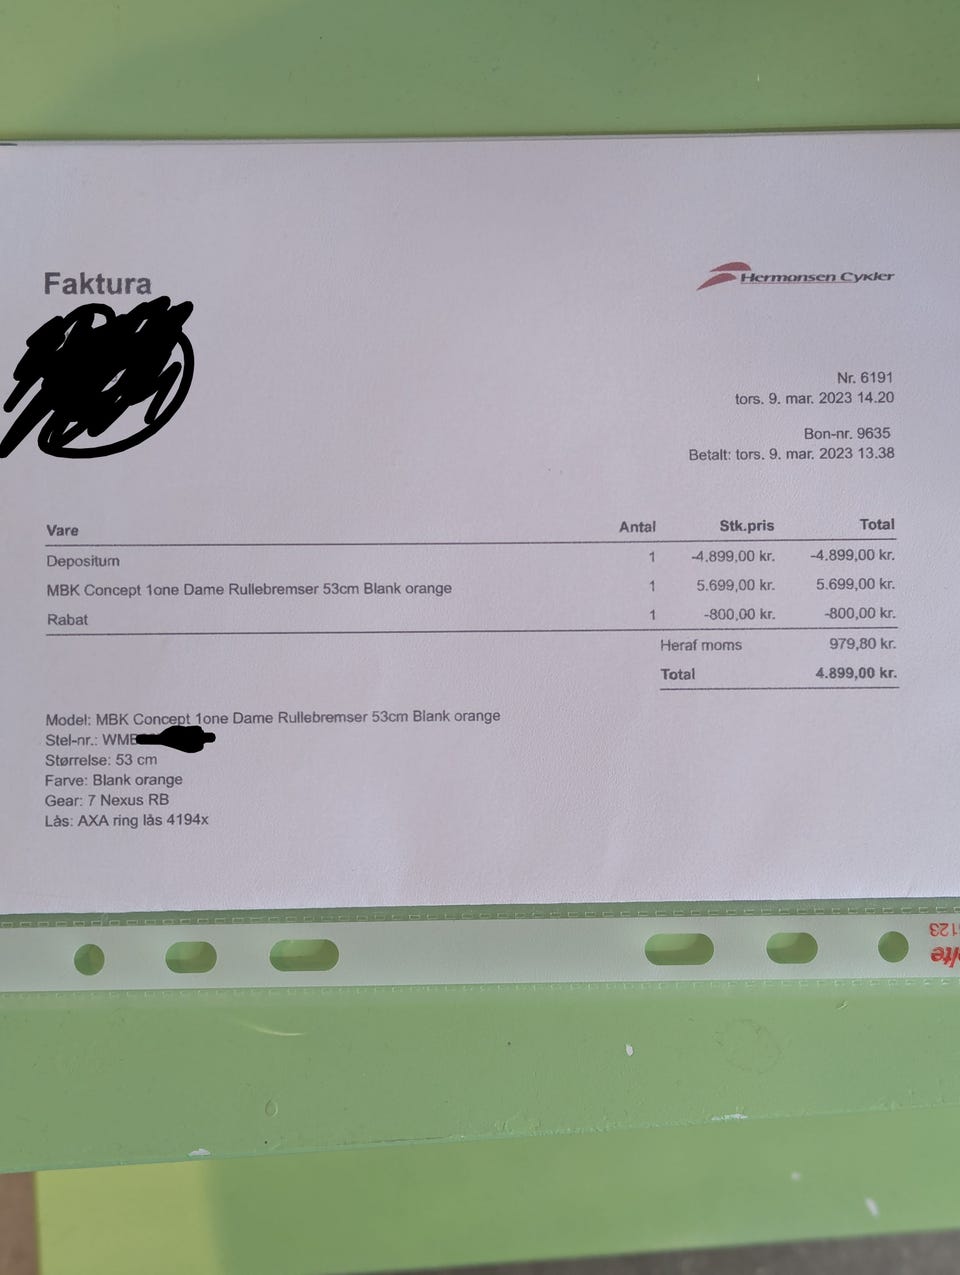 Faktura
Hermansen Cykler
Nr. 6191
tors. 9. mar. 2023 14.20
Bon-nr. 9635
Betalt: tors. 9. mar. 2023 13.38
Vare Antal Stk.pris Total
Depositum 1 -4.899,00 kr. -4.899,00 kr.
MBK Concept 1one Dame Rullebremser 53cm Blank orange 1 5.699,00 kr. 5.699,00 kr.
Rabat 1 -800,00 kr. -800,00 kr.
Heraf moms 979,80 kr.
Total 4.899,00 kr.
Model: MBK Concept 1one Dame Rullebremser 53cm Blank orange
Stel-nr.: WMB
Størrelse: 53 cm
Farve: Blank orange
Gear: 7 Nexus RB
Lås: AXA ring lås 4194x